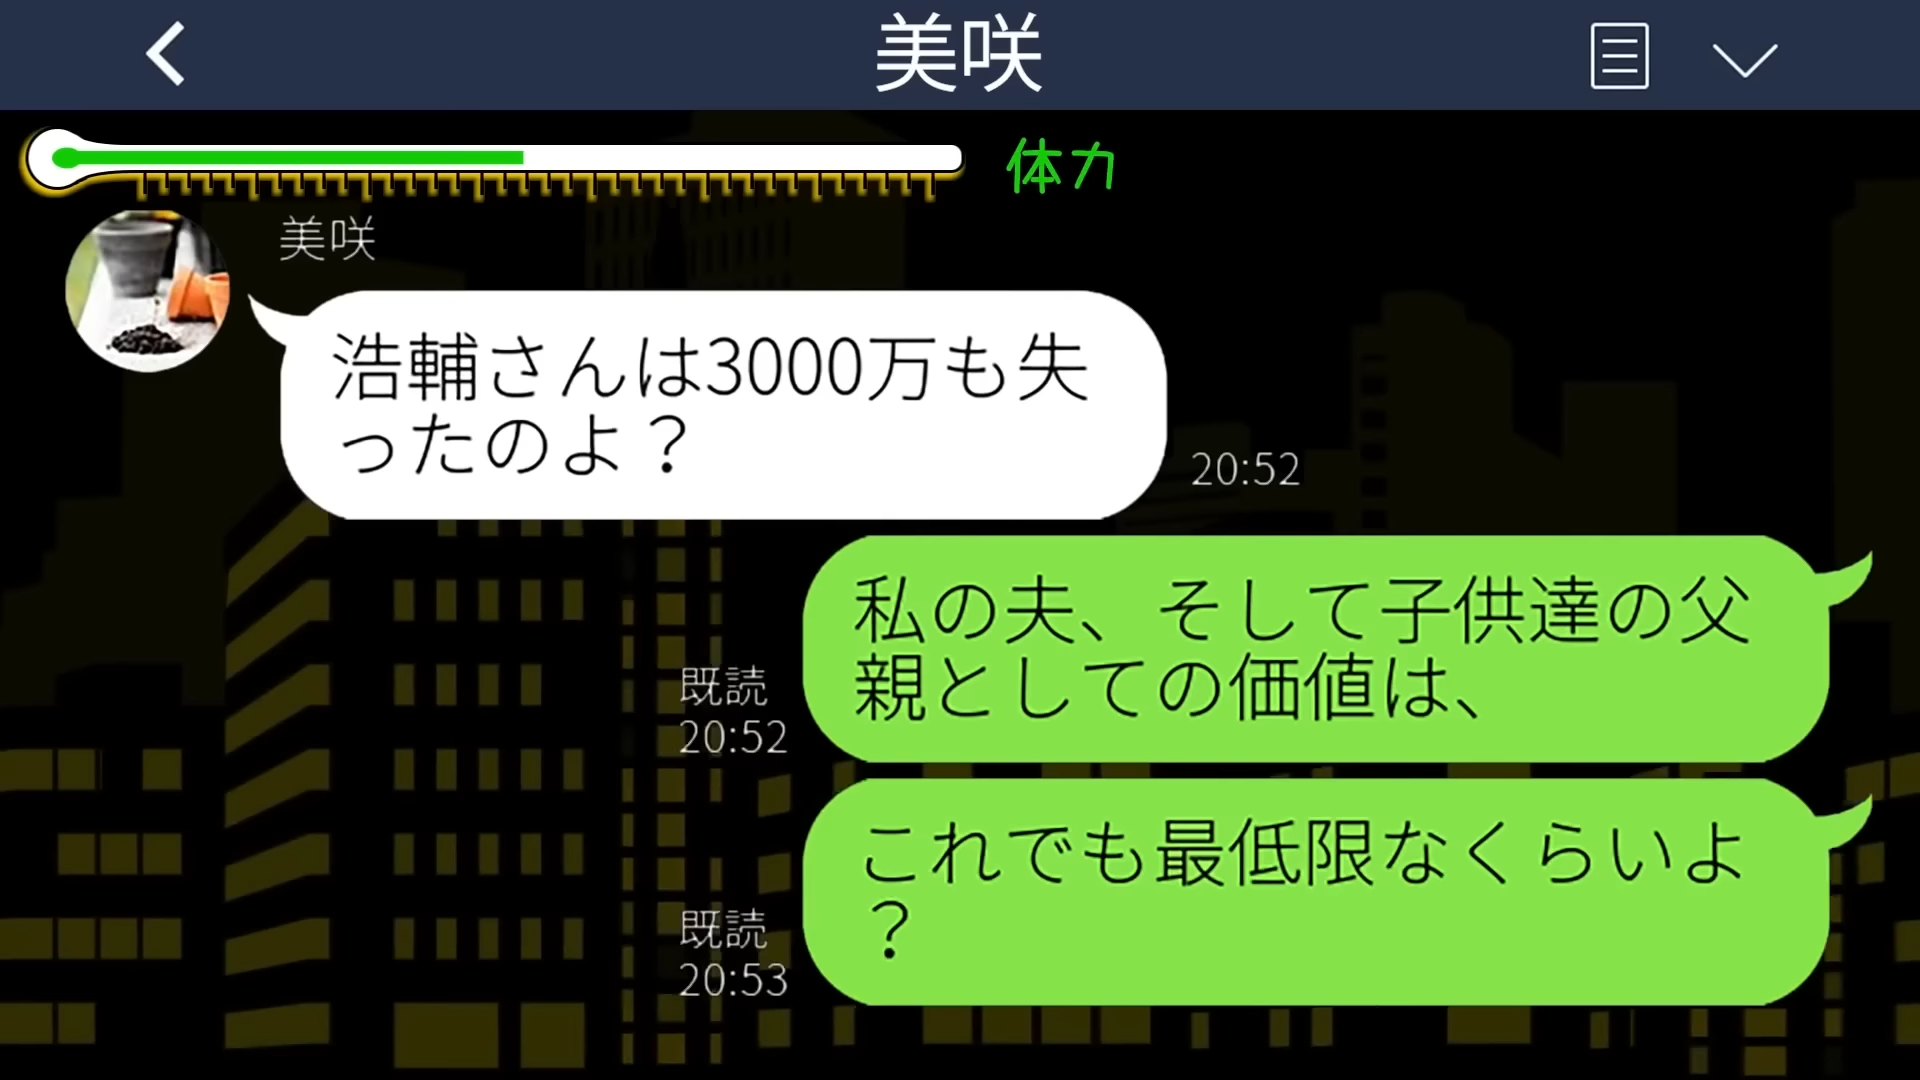 美咲
体力
美咲
浩輔さんは3000万も失
ったのよ？
20:52
私の夫、そして子供達の父
親としての価値は、
既読
20:52
これでも最低限なくらいよ
？
既読
20:53